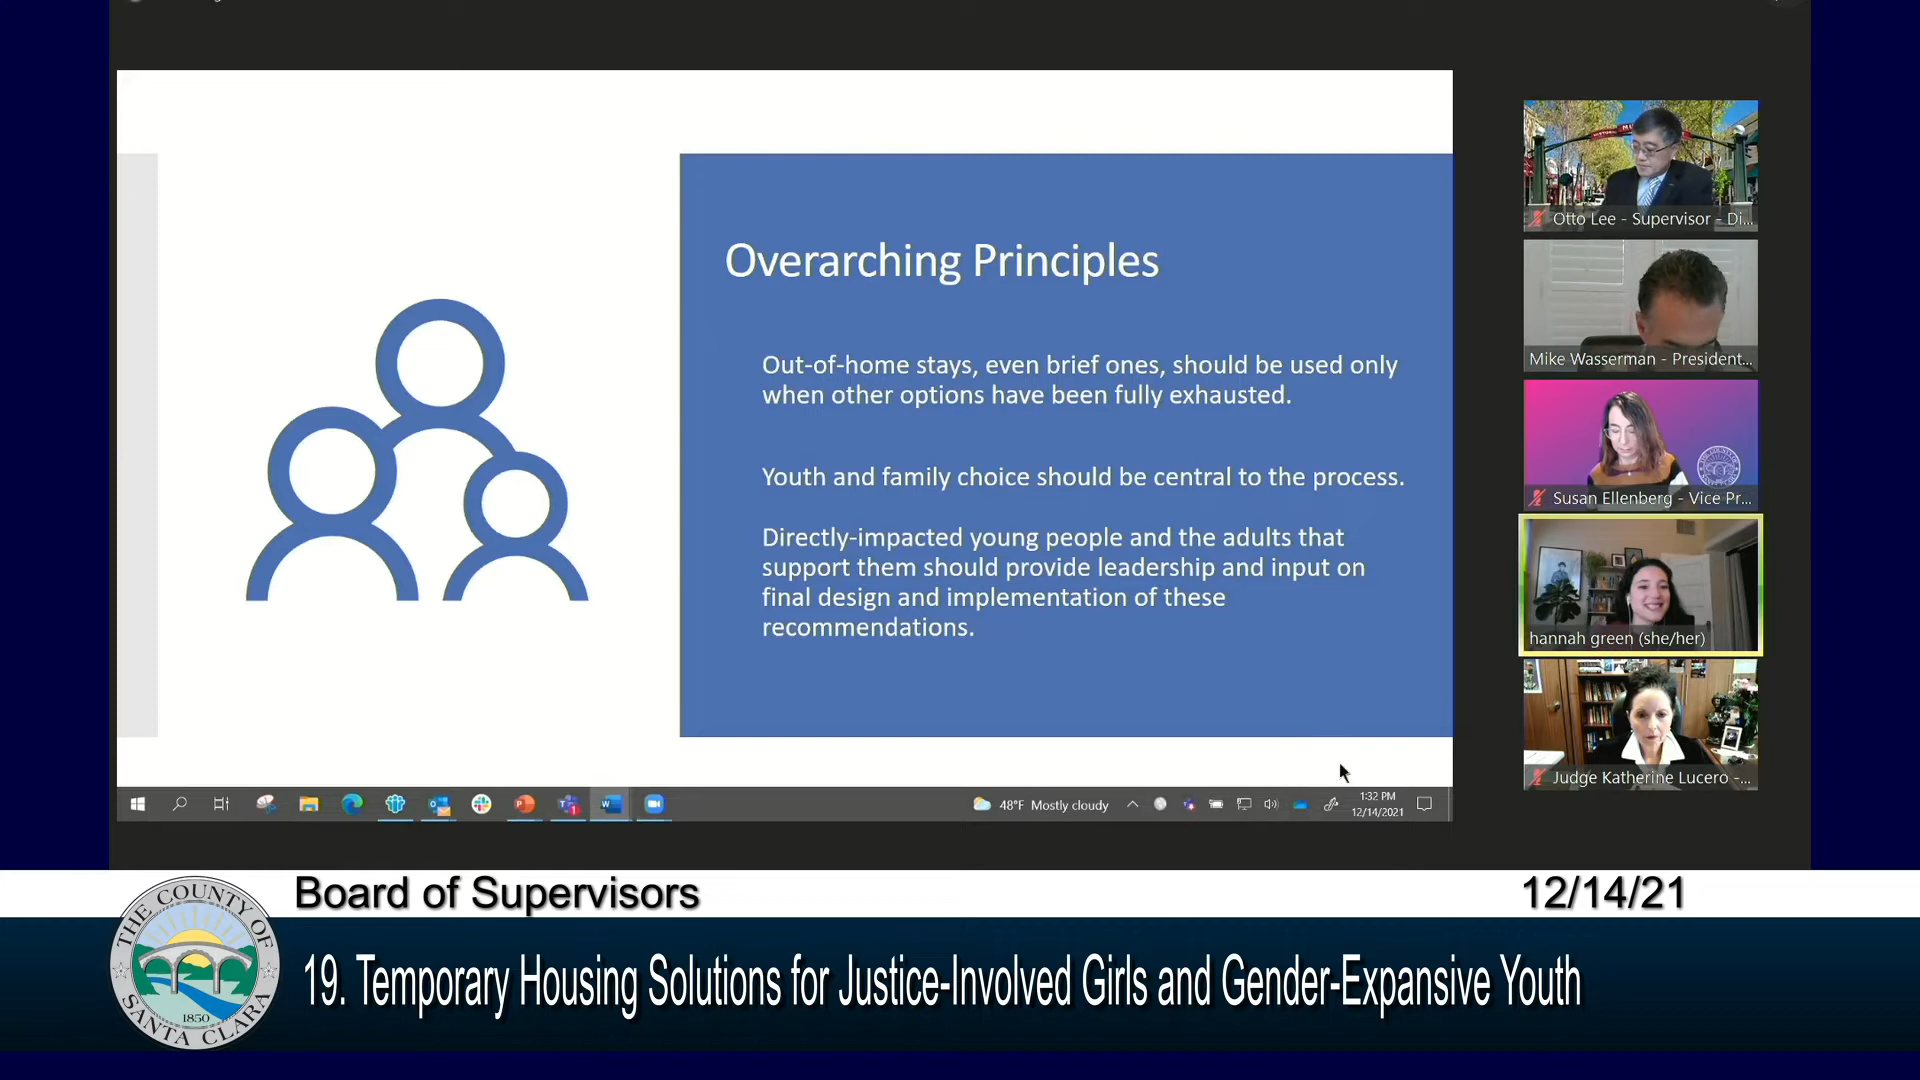 Overarching Principles
Out-of-home stays, even brief ones, should be used only
when other options have been fully exhausted.
Youth and family choice should be central to the process.
Directly-impacted young people and the adults that
support them should provide leadership and input on
final design and implementation of these
recommendations.
Otto Lee - Supervisor - Di...
Mike Wasserman - President...
Susan Ellenberg - Vice Pr...
hannah green (she/her)
Judge Katherine Lucero -...
48°F Mostly cloudy
1:32 PM
12/14/2021
Board of Supervisors
12/14/21
THE COUNTY OF
SANTA CLARA
1850
19. Temporary Housing Solutions for Justice-Involved Girls and Gender-Expansive Youth